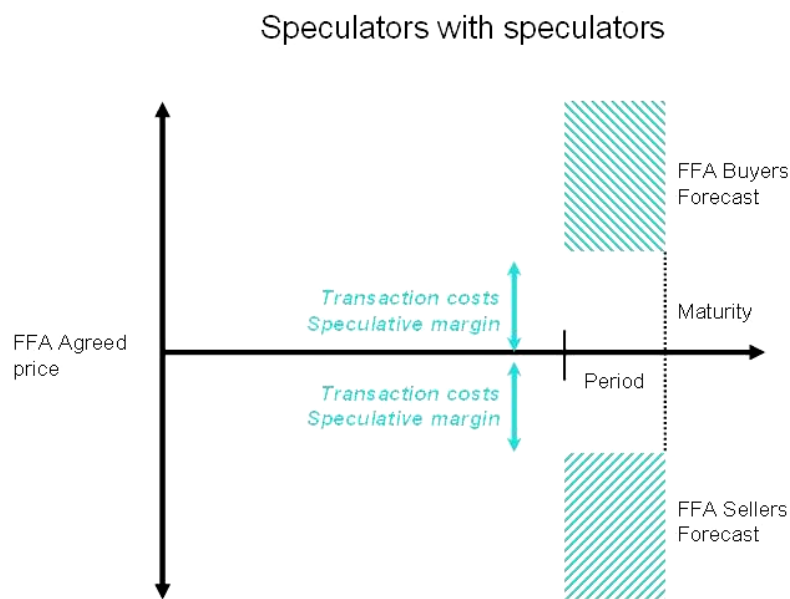 Speculators with speculators
FFA Buyers
Forecast
Transaction costs
Speculative margin
Maturity
FFA Agreed
price
Period
Transaction costs
Speculative margin
FFA Sellers
Forecast